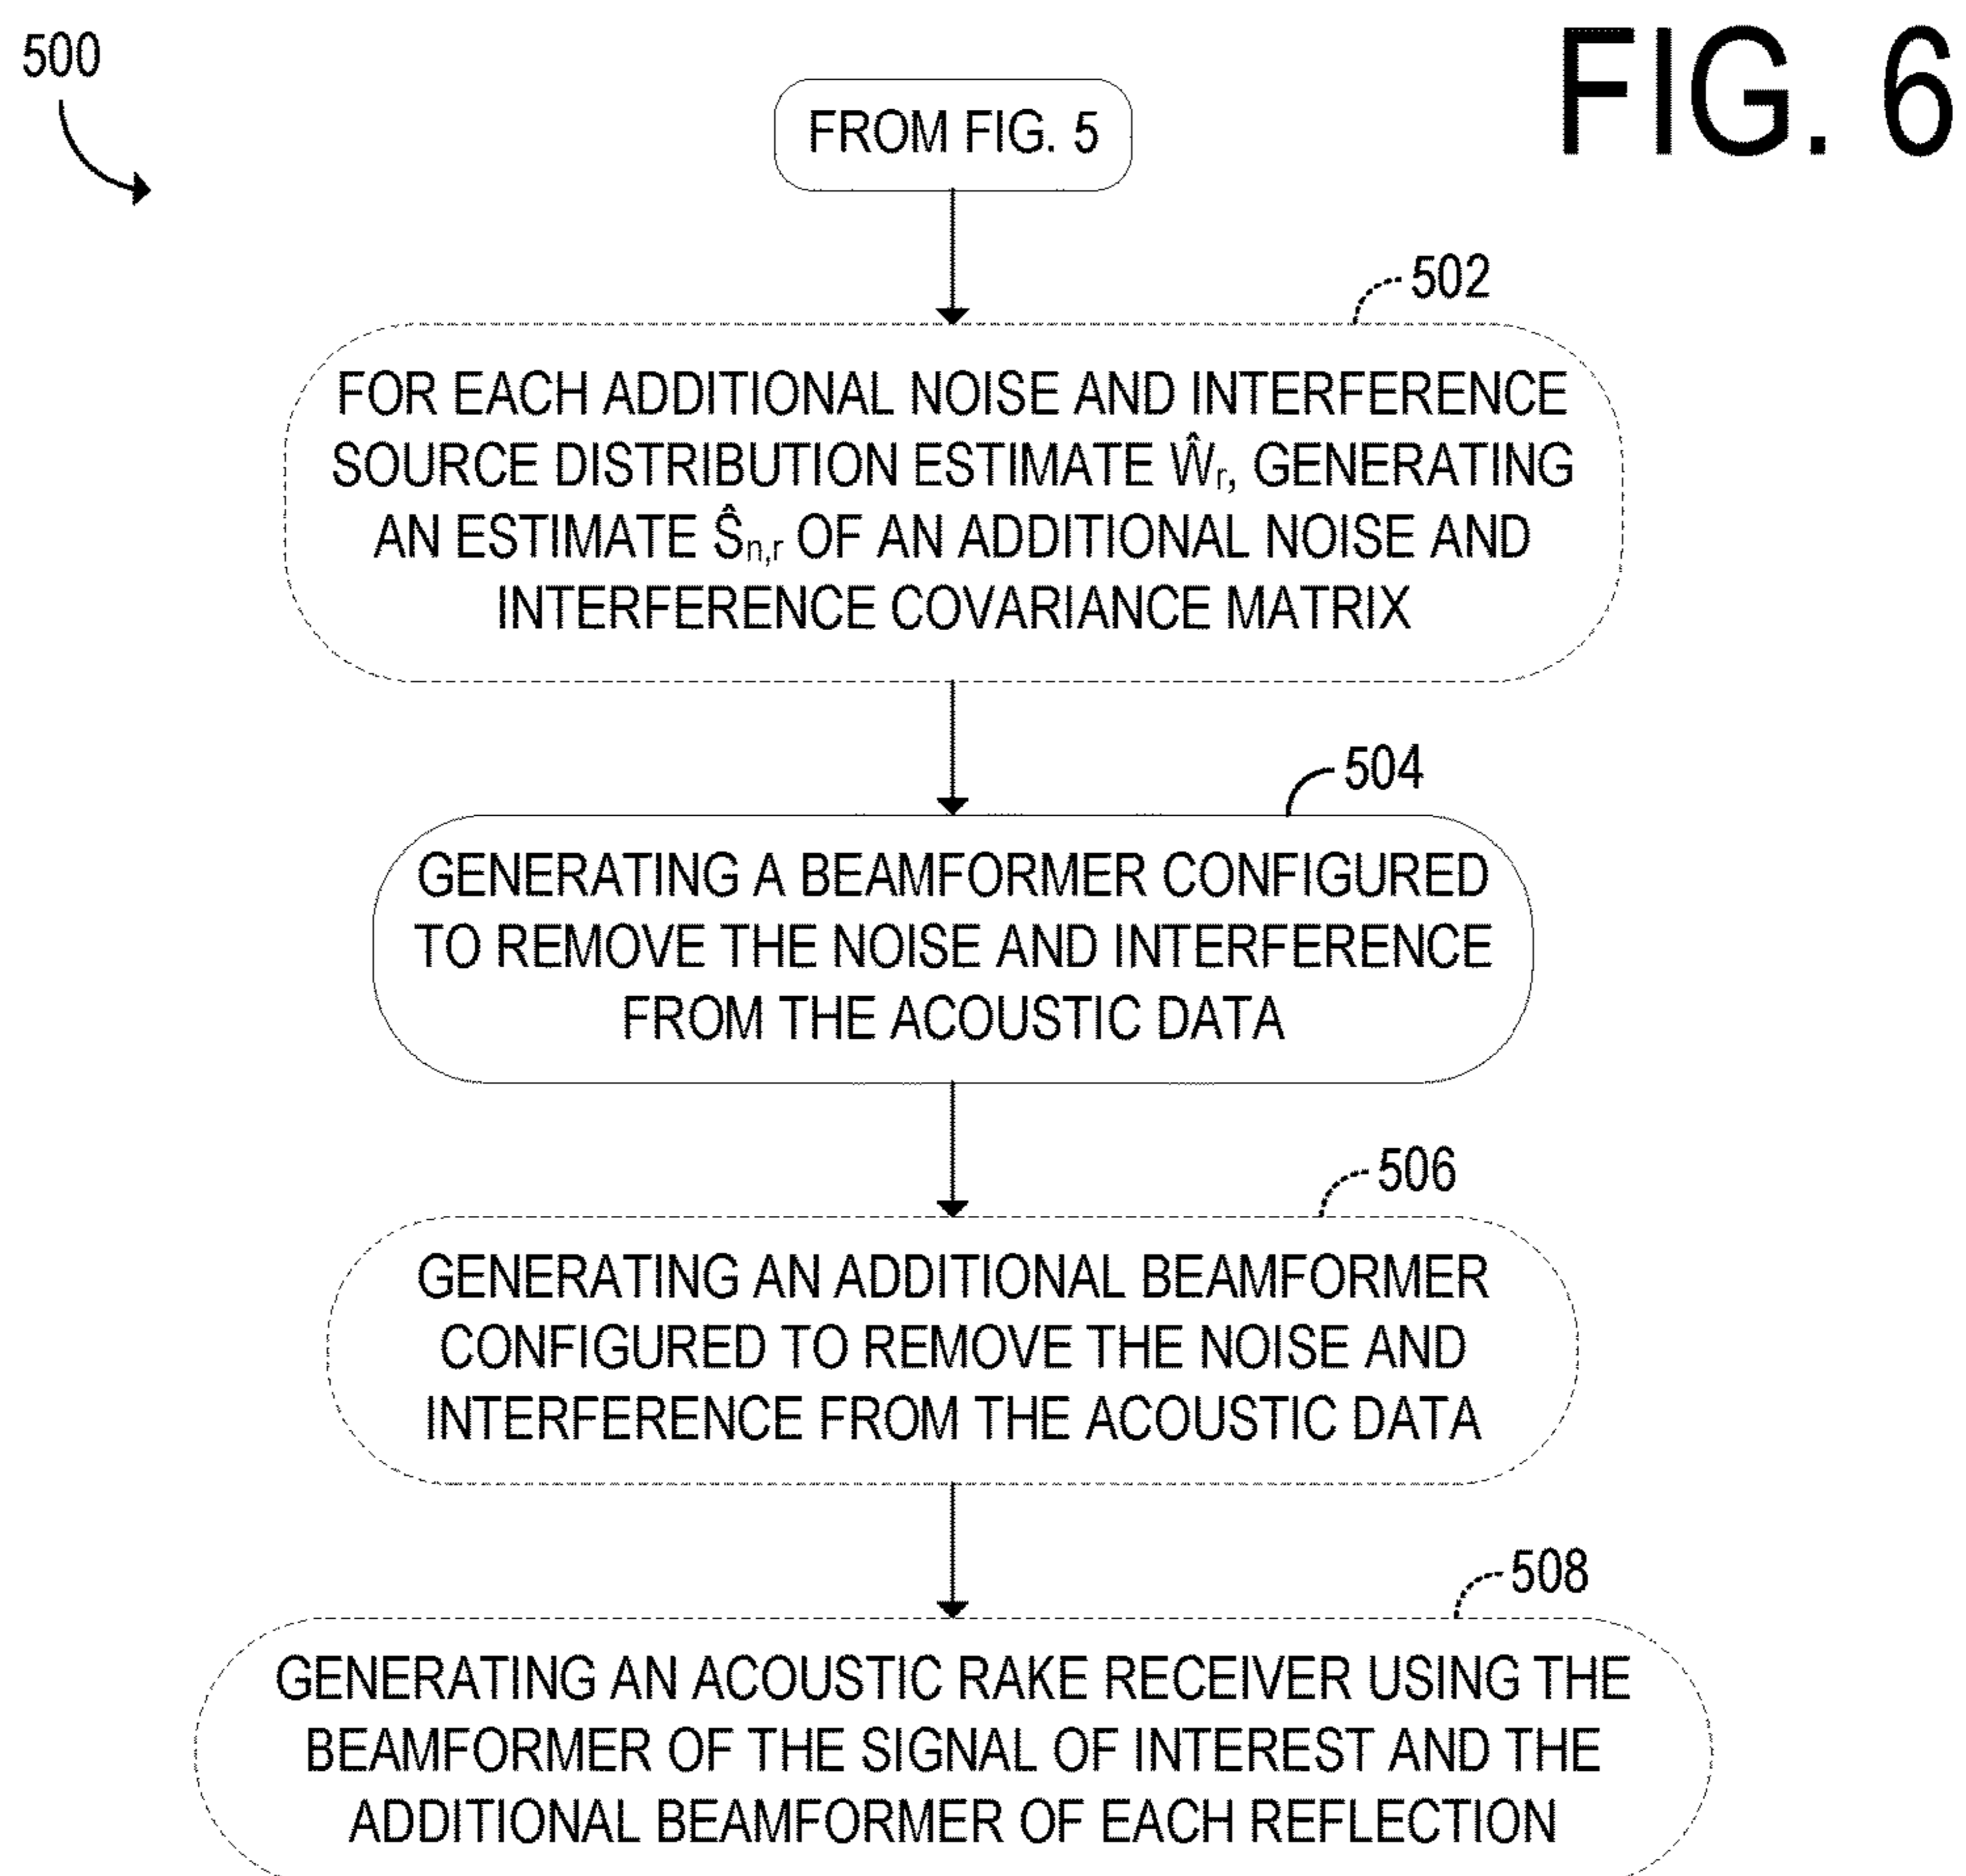 500
FIG. 6
FROM FIG. 5
502
FOR EACH ADDITIONAL NOISE AND INTERFERENCE
SOURCE DISTRIBUTION ESTIMATE Ŵr, GENERATING
AN ESTIMATE Ŝn,r OF AN ADDITIONAL NOISE AND
INTERFERENCE COVARIANCE MATRIX
504
GENERATING A BEAMFORMER CONFIGURED
TO REMOVE THE NOISE AND INTERFERENCE
FROM THE ACOUSTIC DATA
506
GENERATING AN ADDITIONAL BEAMFORMER
CONFIGURED TO REMOVE THE NOISE AND
INTERFERENCE FROM THE ACOUSTIC DATA
508
GENERATING AN ACOUSTIC RAKE RECEIVER USING THE
BEAMFORMER OF THE SIGNAL OF INTEREST AND THE
ADDITIONAL BEAMFORMER OF EACH REFLECTION